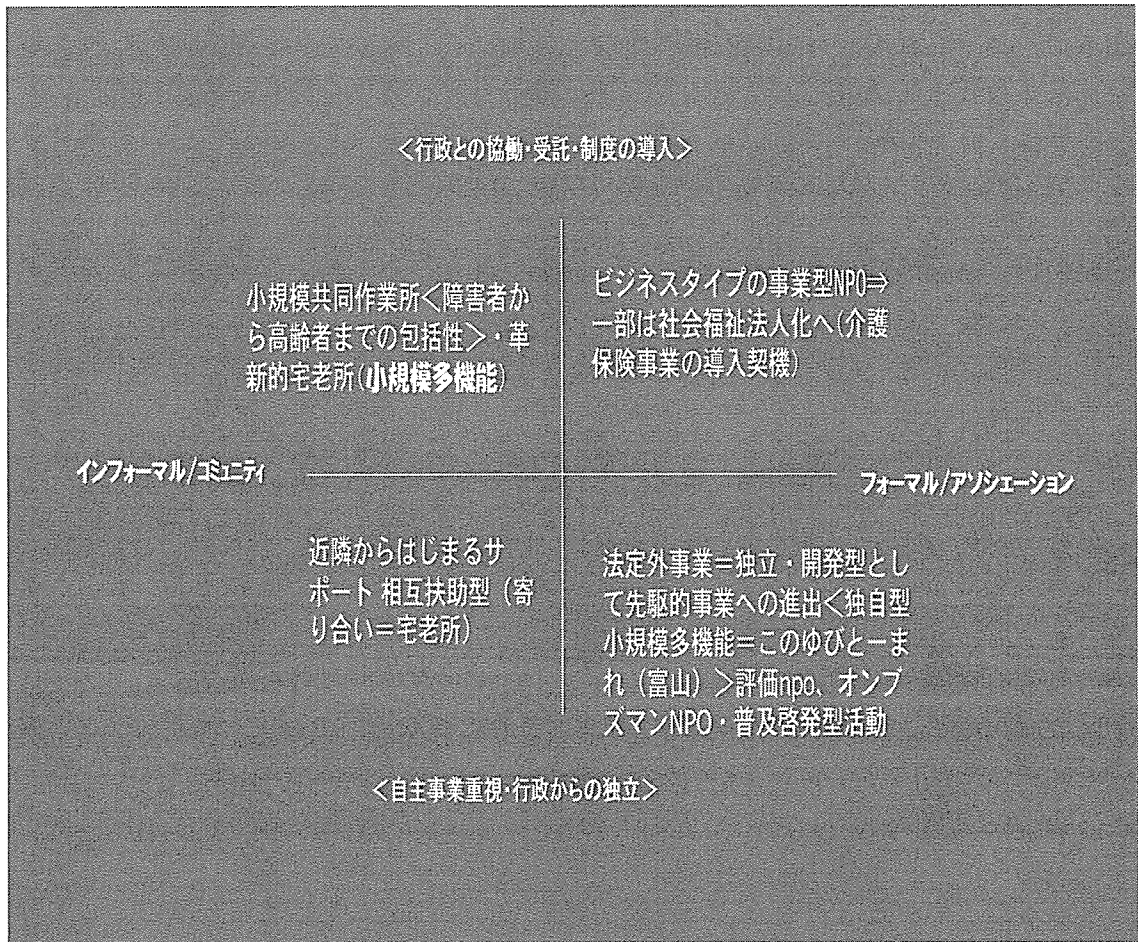 ＜行政との協働・受託・制度の導入＞
小規模共同作業所＜障害者か
ら高齢者までの包括性＞・革
新的宅老所(小規模多機能)
ビジネスタイプの事業型NPO⇒
一部は社会福祉法人化へ(介護
保険事業の導入契機)
インフォーマル/コミュニティ
フォーマル/アソシェーション
近隣からはじまるサ
ポート 相互扶助型（寄
り合い＝宅老所）
法定外事業＝独立・開発型とし
て先駆的事業への進出＜独自型
小規模多機能＝このゆびとーま
れ（富山）＞評価npo、オンブ
ズマンNPO・普及啓発型活動
＜自主事業重視・行政からの独立＞